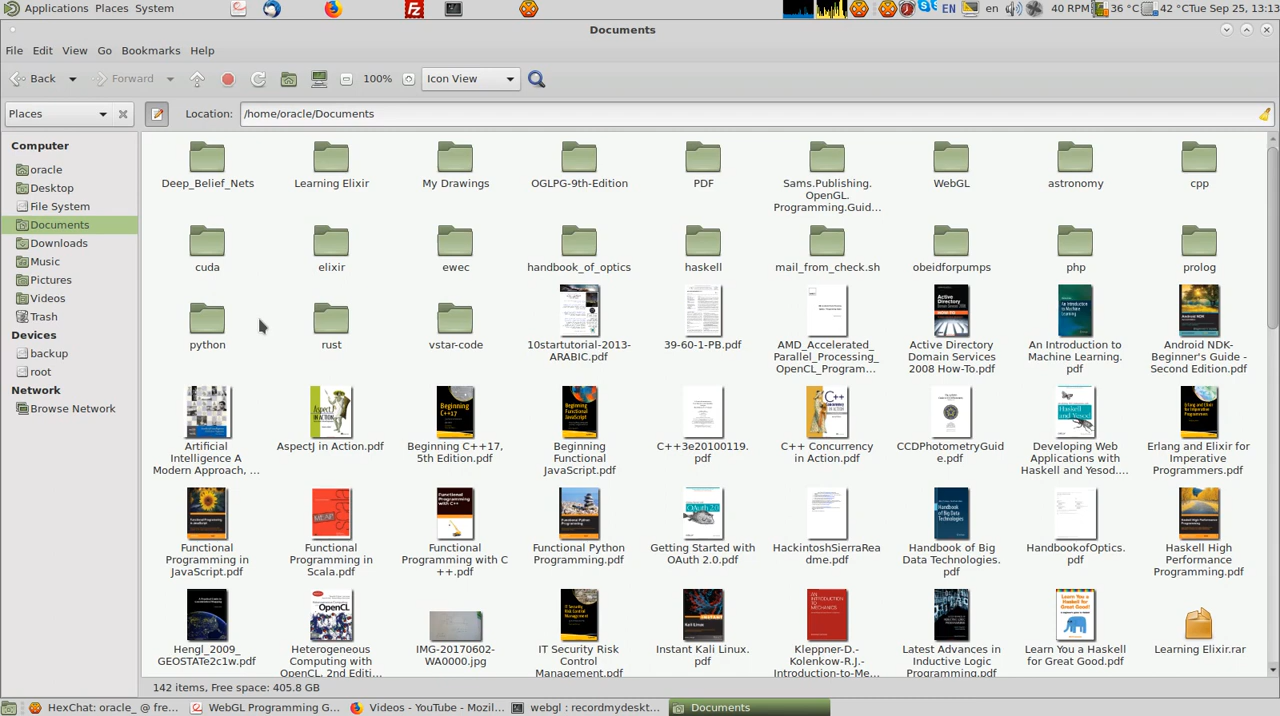 Applications Places System
EN en 40 RPM 36 °C 42 °C Tue Sep 25, 13:13
Documents
File Edit View Go Bookmarks Help
Back Forward 100% Icon View
Places Location: /home/oracle/Documents
Computer
oracle
Desktop
File System
Documents
Downloads
Music
Pictures
Videos
Trash
Devices
backup
root
Network
Browse Network
Deep_Belief_Nets
Learning Elixir
My Drawings
OGLPG-9th-Edition
PDF
Sams.Publishing.
OpenGL.
Programming.Guid...
WebGL
astronomy
cpp
cuda
elixir
ewec
handbook_of_optics
haskell
mail_from_check.sh
obeidforpumps
php
prolog
python
rust
vstar-code
10startutorial-2013-
ARABIC.pdf
39-60-1-PB.pdf
AMD_Accelerated_
Parallel_Processing_
OpenCL_Program...
Active Directory
Domain Services
2008 How-To.pdf
An Introduction to
Machine Learning.
pdf
Android NDK-
Beginner's Guide -
Second Edition.pdf
Artificial
Intelligence A
Modern Approach, ...
AspectJ in Action.pdf
Beginning C++17,
5th Edition.pdf
Beginning
Functional
JavaScript.pdf
C++3e20100119.
pdf
C++ Concurrency
in Action.pdf
CCDPhotometryGuid
e.pdf
Developing Web
Applications with
Haskell and Yesod....
Erlang and Elixir for
Imperative
Programmers.pdf
Functional
Programming in
JavaScript.pdf
Functional
Programming in
Scala.pdf
Functional
Programming with C
++.pdf
Functional Python
Programming.pdf
Getting Started with
OAuth 2.0.pdf
HackintoshSierraRea
dme.pdf
Handbook of Big
Data Technologies.
pdf
HandbookofOptics.
pdf
Haskell High
Performance
Programming.pdf
Hengl_2009_
GEOSTATe2c1w.pdf
Heterogeneous
Computing with
OpenCL, 2nd Editi...
IMG-20170602-
WA0000.jpg
IT Security Risk
Control
Management.pdf
Instant Kali Linux.
pdf
Kleppner-D.-
Kolenkow-R.J.-
Introduction-to-Me...
Latest Advances in
Inductive Logic
Programming.pdf
Learn You a Haskell
for Great Good.pdf
Learning Elixir.rar
142 items, Free space: 405.8 GB
HexChat: oracle_ @ fre...
WebGL Programming G...
Videos - YouTube - Mozil...
webgl : recordmydeskt...
Documents